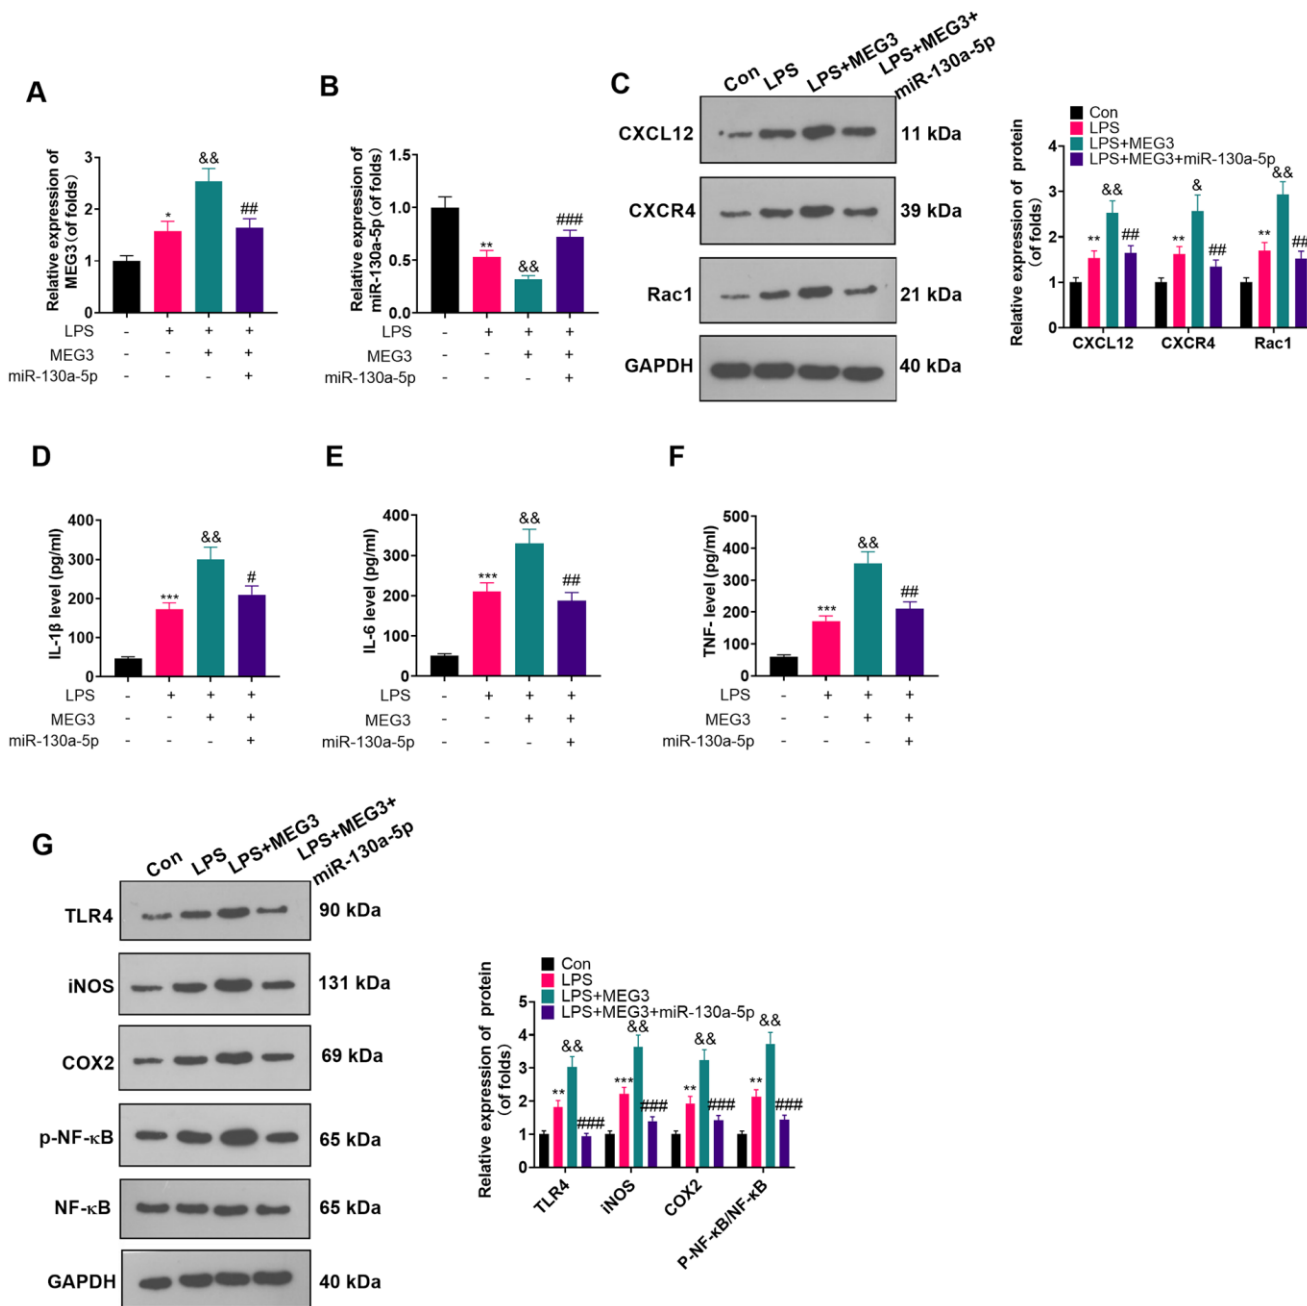 A
Relative expression of
MEG3(of folds)
3
2
1
0
*
&&
##
LPS - + + +
MEG3 - - + +
miR-130a-5p - - - +
B
Relative expression of
miR-130a-5p(of folds)
1.5
1.0
0.5
0.0
**
&&
###
LPS - + + +
MEG3 - - + +
miR-130a-5p - - - +
C
Con LPS LPS+MEG3 LPS+MEG3+
miR-130a-5p
CXCL12 11 kDa
CXCR4 39 kDa
Rac1 21 kDa
GAPDH 40 kDa
Con
LPS
LPS+MEG3
LPS+MEG3+miR-130a-5p
Relative expression of protein
(of folds)
4
3
2
1
0
** && ##
** & ##
** && ##
CXCL12 CXCR4 Rac1
D
IL-1β level (pg/ml)
400
300
200
100
0
***
&&
#
LPS - + + +
MEG3 - - + +
miR-130a-5p - - - +
E
IL-6 level (pg/ml)
400
300
200
100
0
***
&&
##
LPS - + + +
MEG3 - - + +
miR-130a-5p - - - +
F
TNF- level (pg/ml)
500
400
300
200
100
0
***
&&
##
LPS - + + +
MEG3 - - + +
miR-130a-5p - - - +
G
Con LPS LPS+MEG3 LPS+MEG3+
miR-130a-5p
TLR4 90 kDa
iNOS 131 kDa
COX2 69 kDa
p-NF-κB 65 kDa
NF-κB 65 kDa
GAPDH 40 kDa
Con
LPS
LPS+MEG3
LPS+MEG3+miR-130a-5p
Relative expression of protein
(of folds)
5
4
3
2
1
0
** && ###
*** && ###
** && ###
** && ###
TLR4 iNOS COX2 P-NF-κB/NF-κB